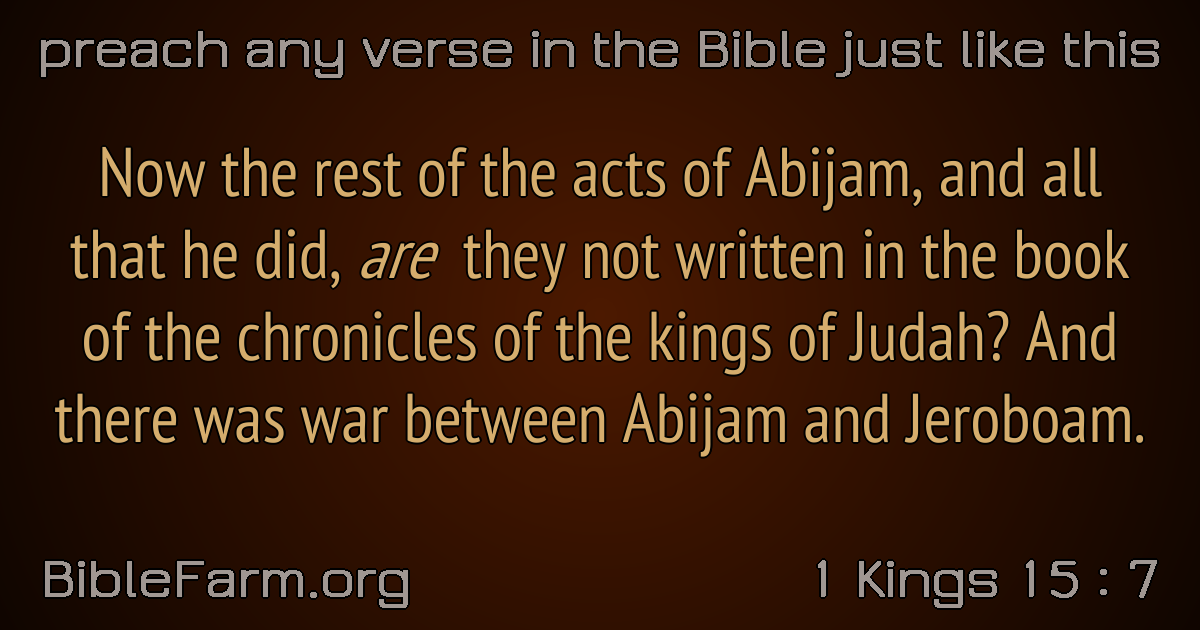 preach any verse in the Bible just like this
Now the rest of the acts of Abijam, and all
that he did, are they not written in the book
of the chronicles of the kings of Judah? And
there was war between Abijam and Jeroboam.
BibleFarm.org
1 Kings 15 : 7